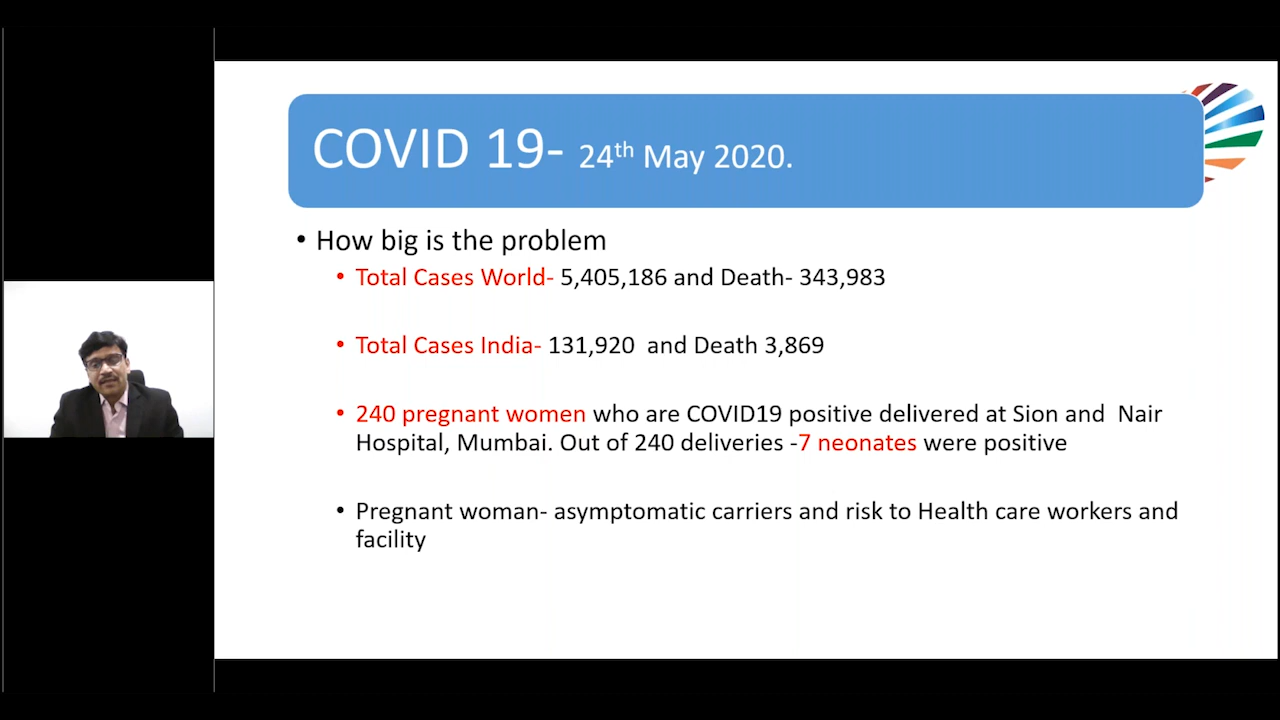 COVID 19- 24th May 2020.
• How big is the problem
• Total Cases World- 5,405,186 and Death- 343,983
• Total Cases India- 131,920 and Death 3,869
• 240 pregnant women who are COVID19 positive delivered at Sion and Nair
Hospital, Mumbai. Out of 240 deliveries -7 neonates were positive
• Pregnant woman- asymptomatic carriers and risk to Health care workers and
facility